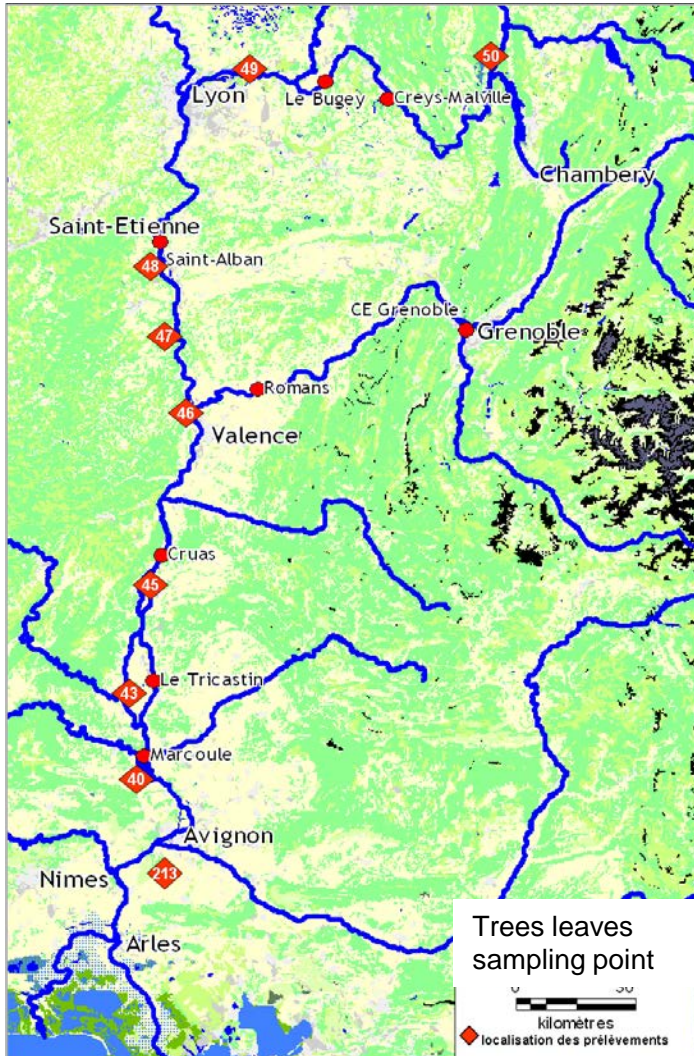 50
49
Lyon
Le Bugey
Creys-Malville
Chambery
Saint-Etienne
48
Saint-Alban
CE Grenoble
47
Grenoble
Romans
46
Valence
Cruas
45
Le Tricastin
43
Marcoule
40
Avignon
213
Nimes
Arles
Trees leaves
sampling point
kilomètres
localisation des prélèvements